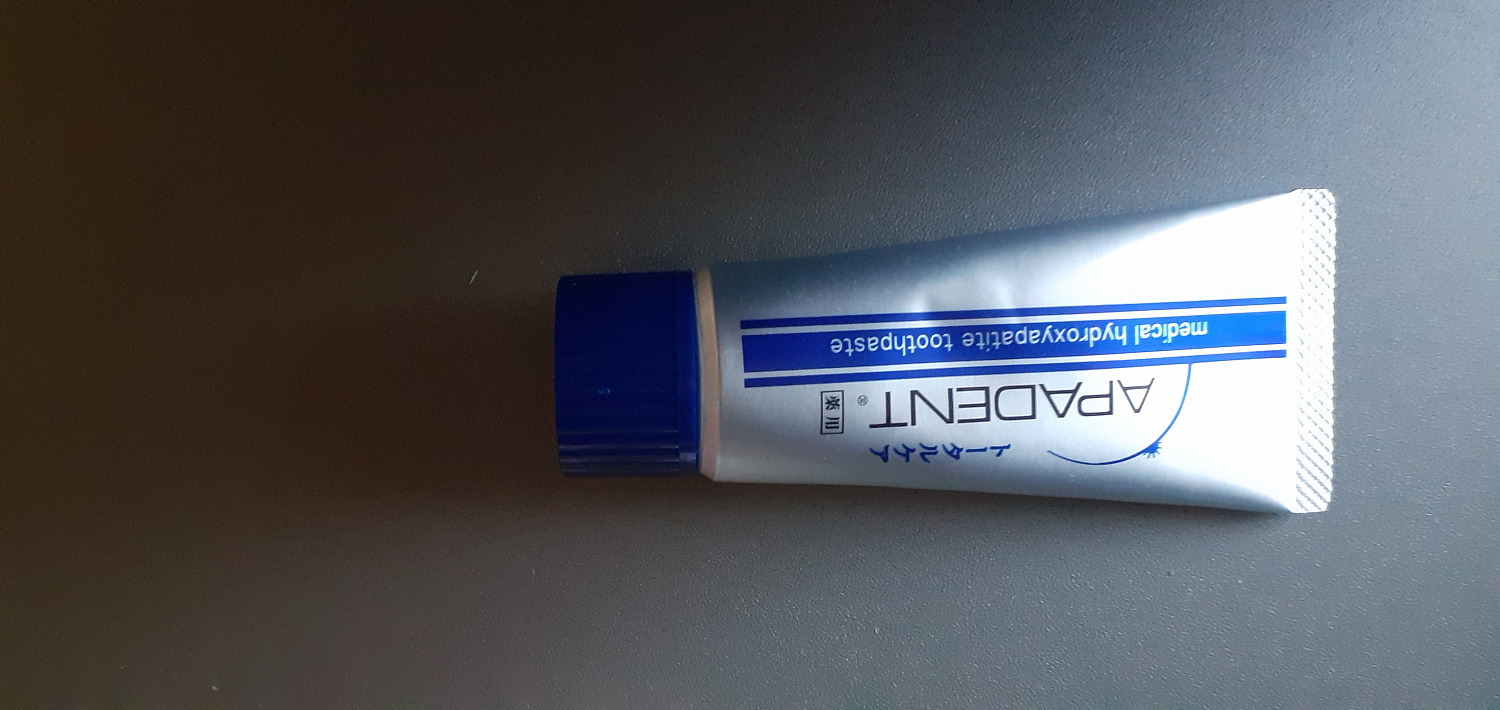 トータルケア
APADENT® 薬用
medical hydroxyapatite toothpaste